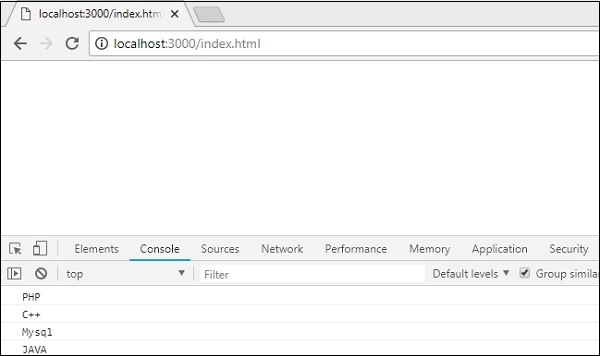 localhost:3000/index.htm
localhost:3000/index.html
Elements Console Sources Network Performance Memory Application Security
top Filter Default levels Group similar
PHP
C++
Mysql
JAVA